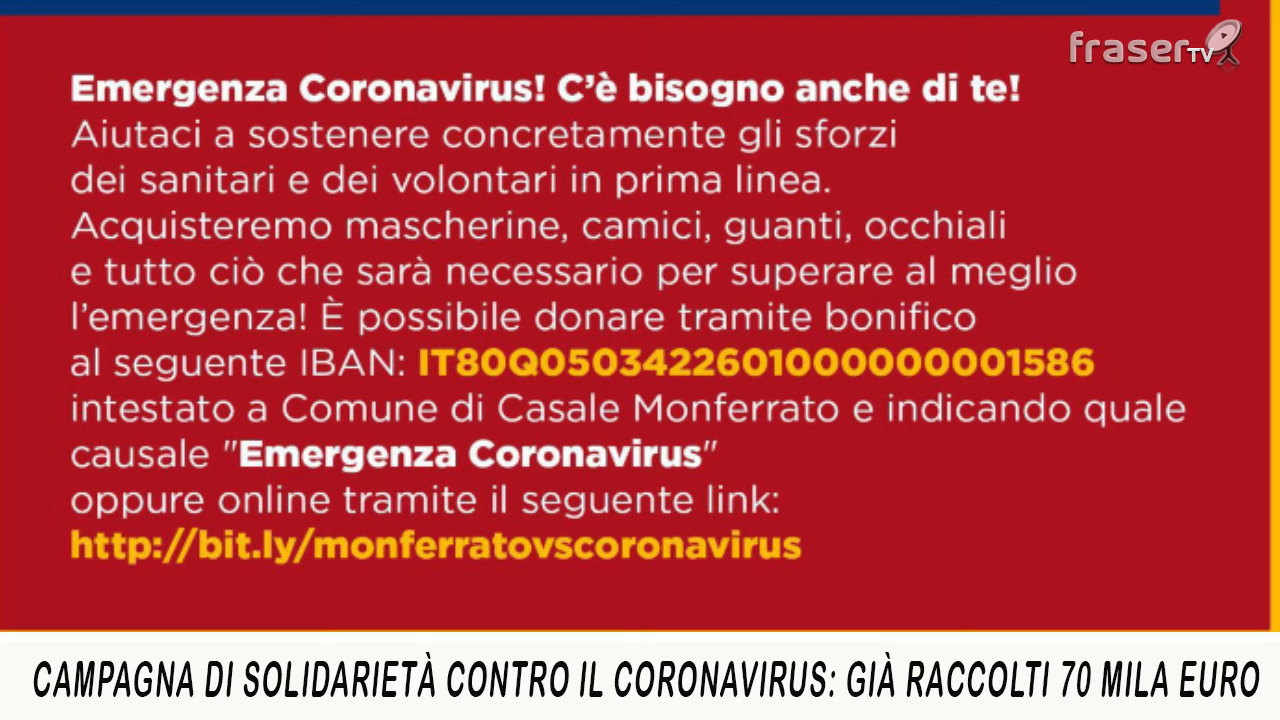 fraserTV
Emergenza Coronavirus! C'è bisogno anche di te!
Aiutaci a sostenere concretamente gli sforzi
dei sanitari e dei volontari in prima linea.
Acquisteremo mascherine, camici, guanti, occhiali
e tutto ciò che sarà necessario per superare al meglio
l'emergenza! È possibile donare tramite bonifico
al seguente IBAN: IT80Q0503422601000000001586
intestato a Comune di Casale Monferrato e indicando quale
causale "Emergenza Coronavirus"
oppure online tramite il seguente link:
http://bit.ly/monferratovscoronavirus
CAMPAGNA DI SOLIDARIETÀ CONTRO IL CORONAVIRUS: GIÀ RACCOLTI 70 MILA EURO